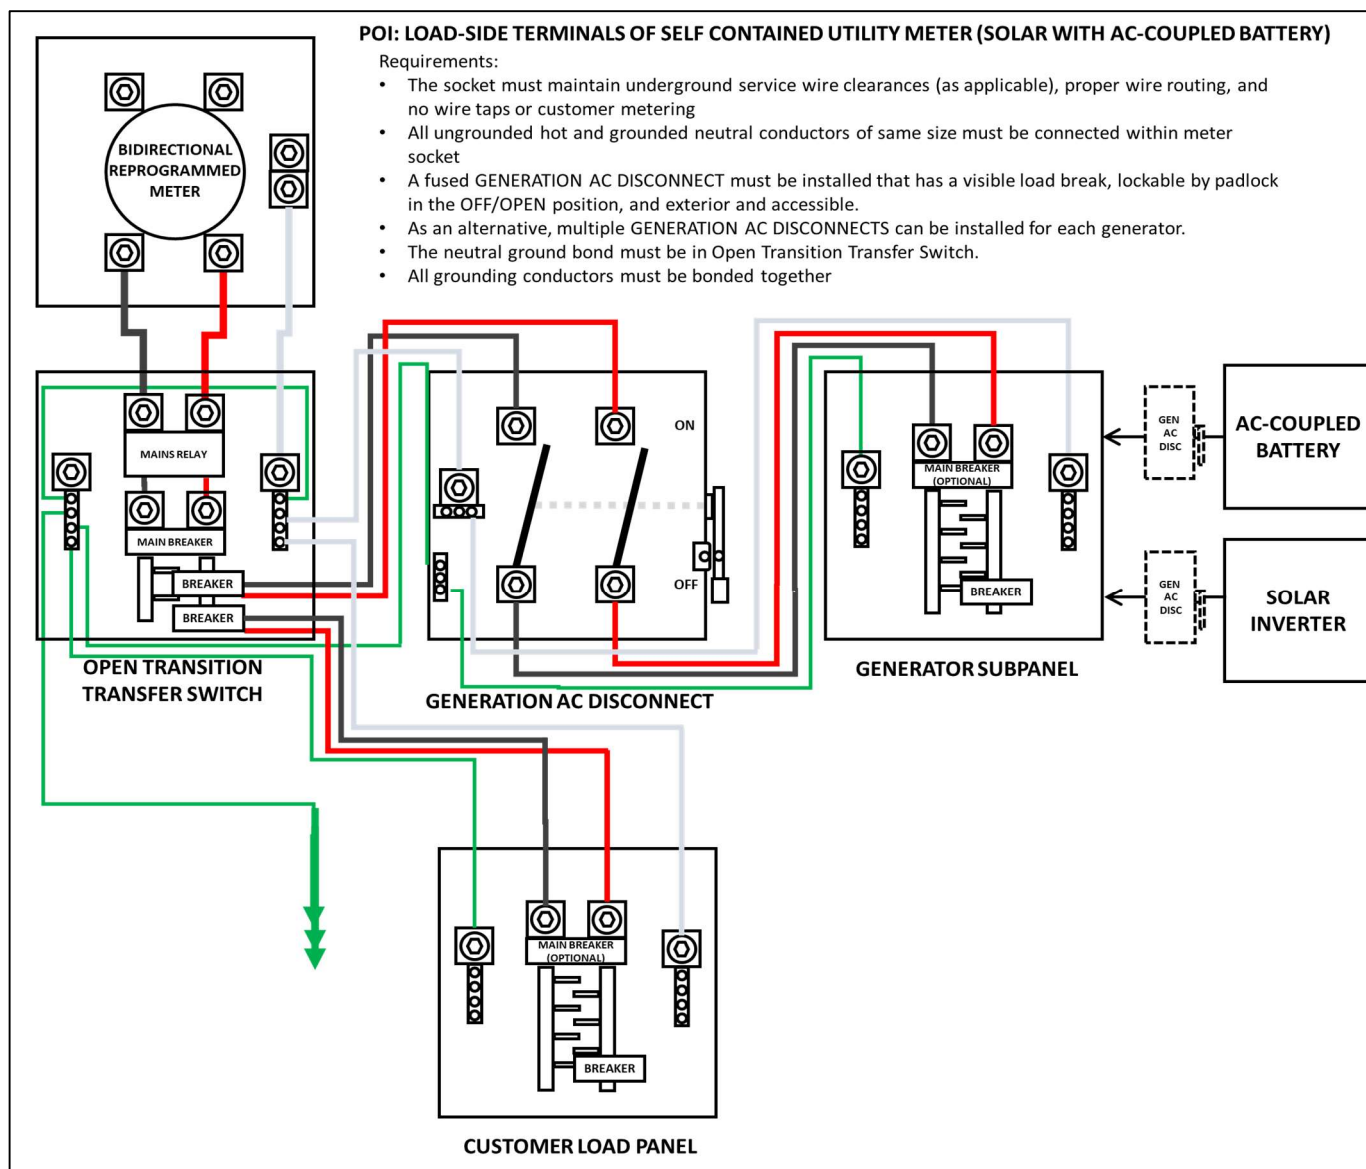 POI: LOAD-SIDE TERMINALS OF SELF CONTAINED UTILITY METER (SOLAR WITH AC-COUPLED BATTERY)
Requirements:
• The socket must maintain underground service wire clearances (as applicable), proper wire routing, and
no wire taps or customer metering
• All ungrounded hot and grounded neutral conductors of same size must be connected within meter
socket
• A fused GENERATION AC DISCONNECT must be installed that has a visible load break, lockable by padlock
in the OFF/OPEN position, and exterior and accessible.
• As an alternative, multiple GENERATION AC DISCONNECTS can be installed for each generator.
• The neutral ground bond must be in Open Transition Transfer Switch.
• All grounding conductors must be bonded together
BIDIRECTIONAL
REPROGRAMMED
METER
MAINS RELAY
MAIN BREAKER
BREAKER
BREAKER
OPEN TRANSITION
TRANSFER SWITCH
ON
OFF
GENERATION AC DISCONNECT
MAIN BREAKER
(OPTIONAL)
BREAKER
GENERATOR SUBPANEL
GEN
AC
DISC
AC-COUPLED
BATTERY
GEN
AC
DISC
SOLAR
INVERTER
MAIN BREAKER
(OPTIONAL)
BREAKER
CUSTOMER LOAD PANEL